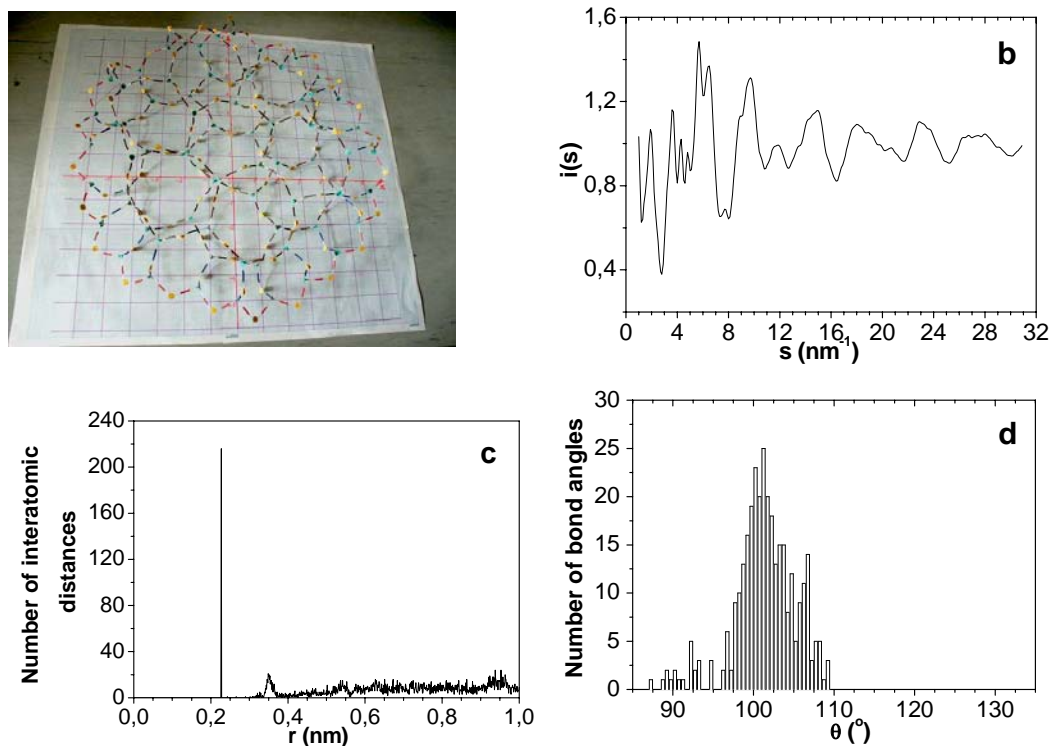 b
i(s)
1,6
1,2
0,8
0,4
0 4 8 12 16 20 24 28 32
s (nm-1)
c
Number of interatomic
distances
240
200
160
120
80
40
0
0,0 0,2 0,4 0,6 0,8 1,0
r (nm)
d
Number of bond angles
30
25
20
15
10
5
0
90 100 110 120 130
θ (o)